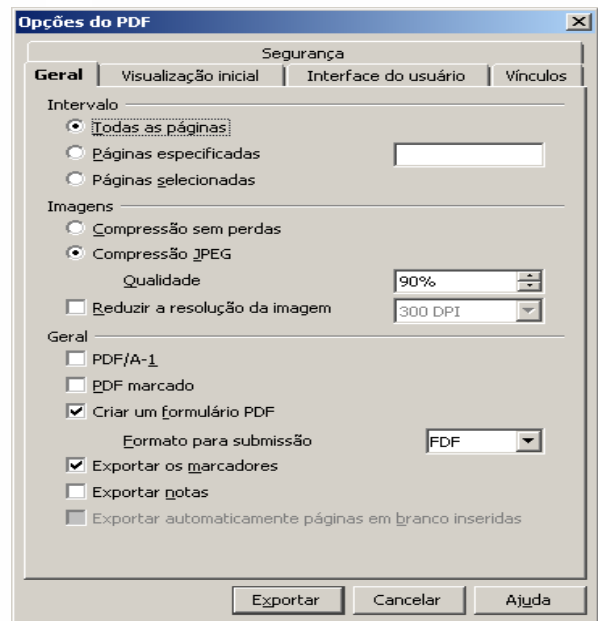 Opções do PDF
Segurança
Geral Visualização inicial Interface do usuário Vínculos
Intervalo
Todas as páginas
Páginas especificadas
Páginas selecionadas
Imagens
Compressão sem perdas
Compressão JPEG
Qualidade 90%
Reduzir a resolução da imagem 300 DPI
Geral
PDF/A-1
PDF marcado
Criar um formulário PDF
Formato para submissão FDF
Exportar os marcadores
Exportar notas
Exportar automaticamente páginas em branco inseridas
Exportar Cancelar Ajuda